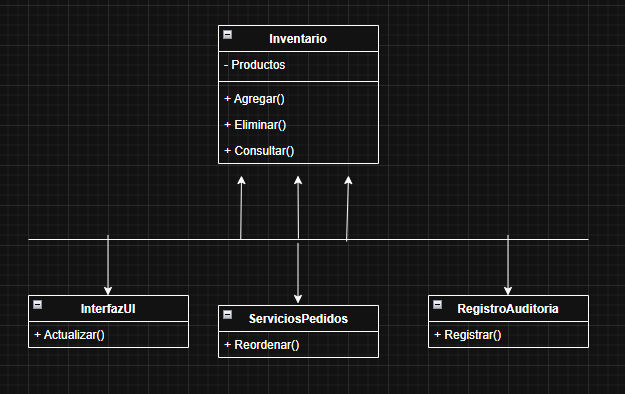 Inventario
- Productos
+ Agregar()
+ Eliminar()
+ Consultar()
InterfazUI
+ Actualizar()
ServiciosPedidos
+ Reordenar()
RegistroAuditoria
+ Registrar()